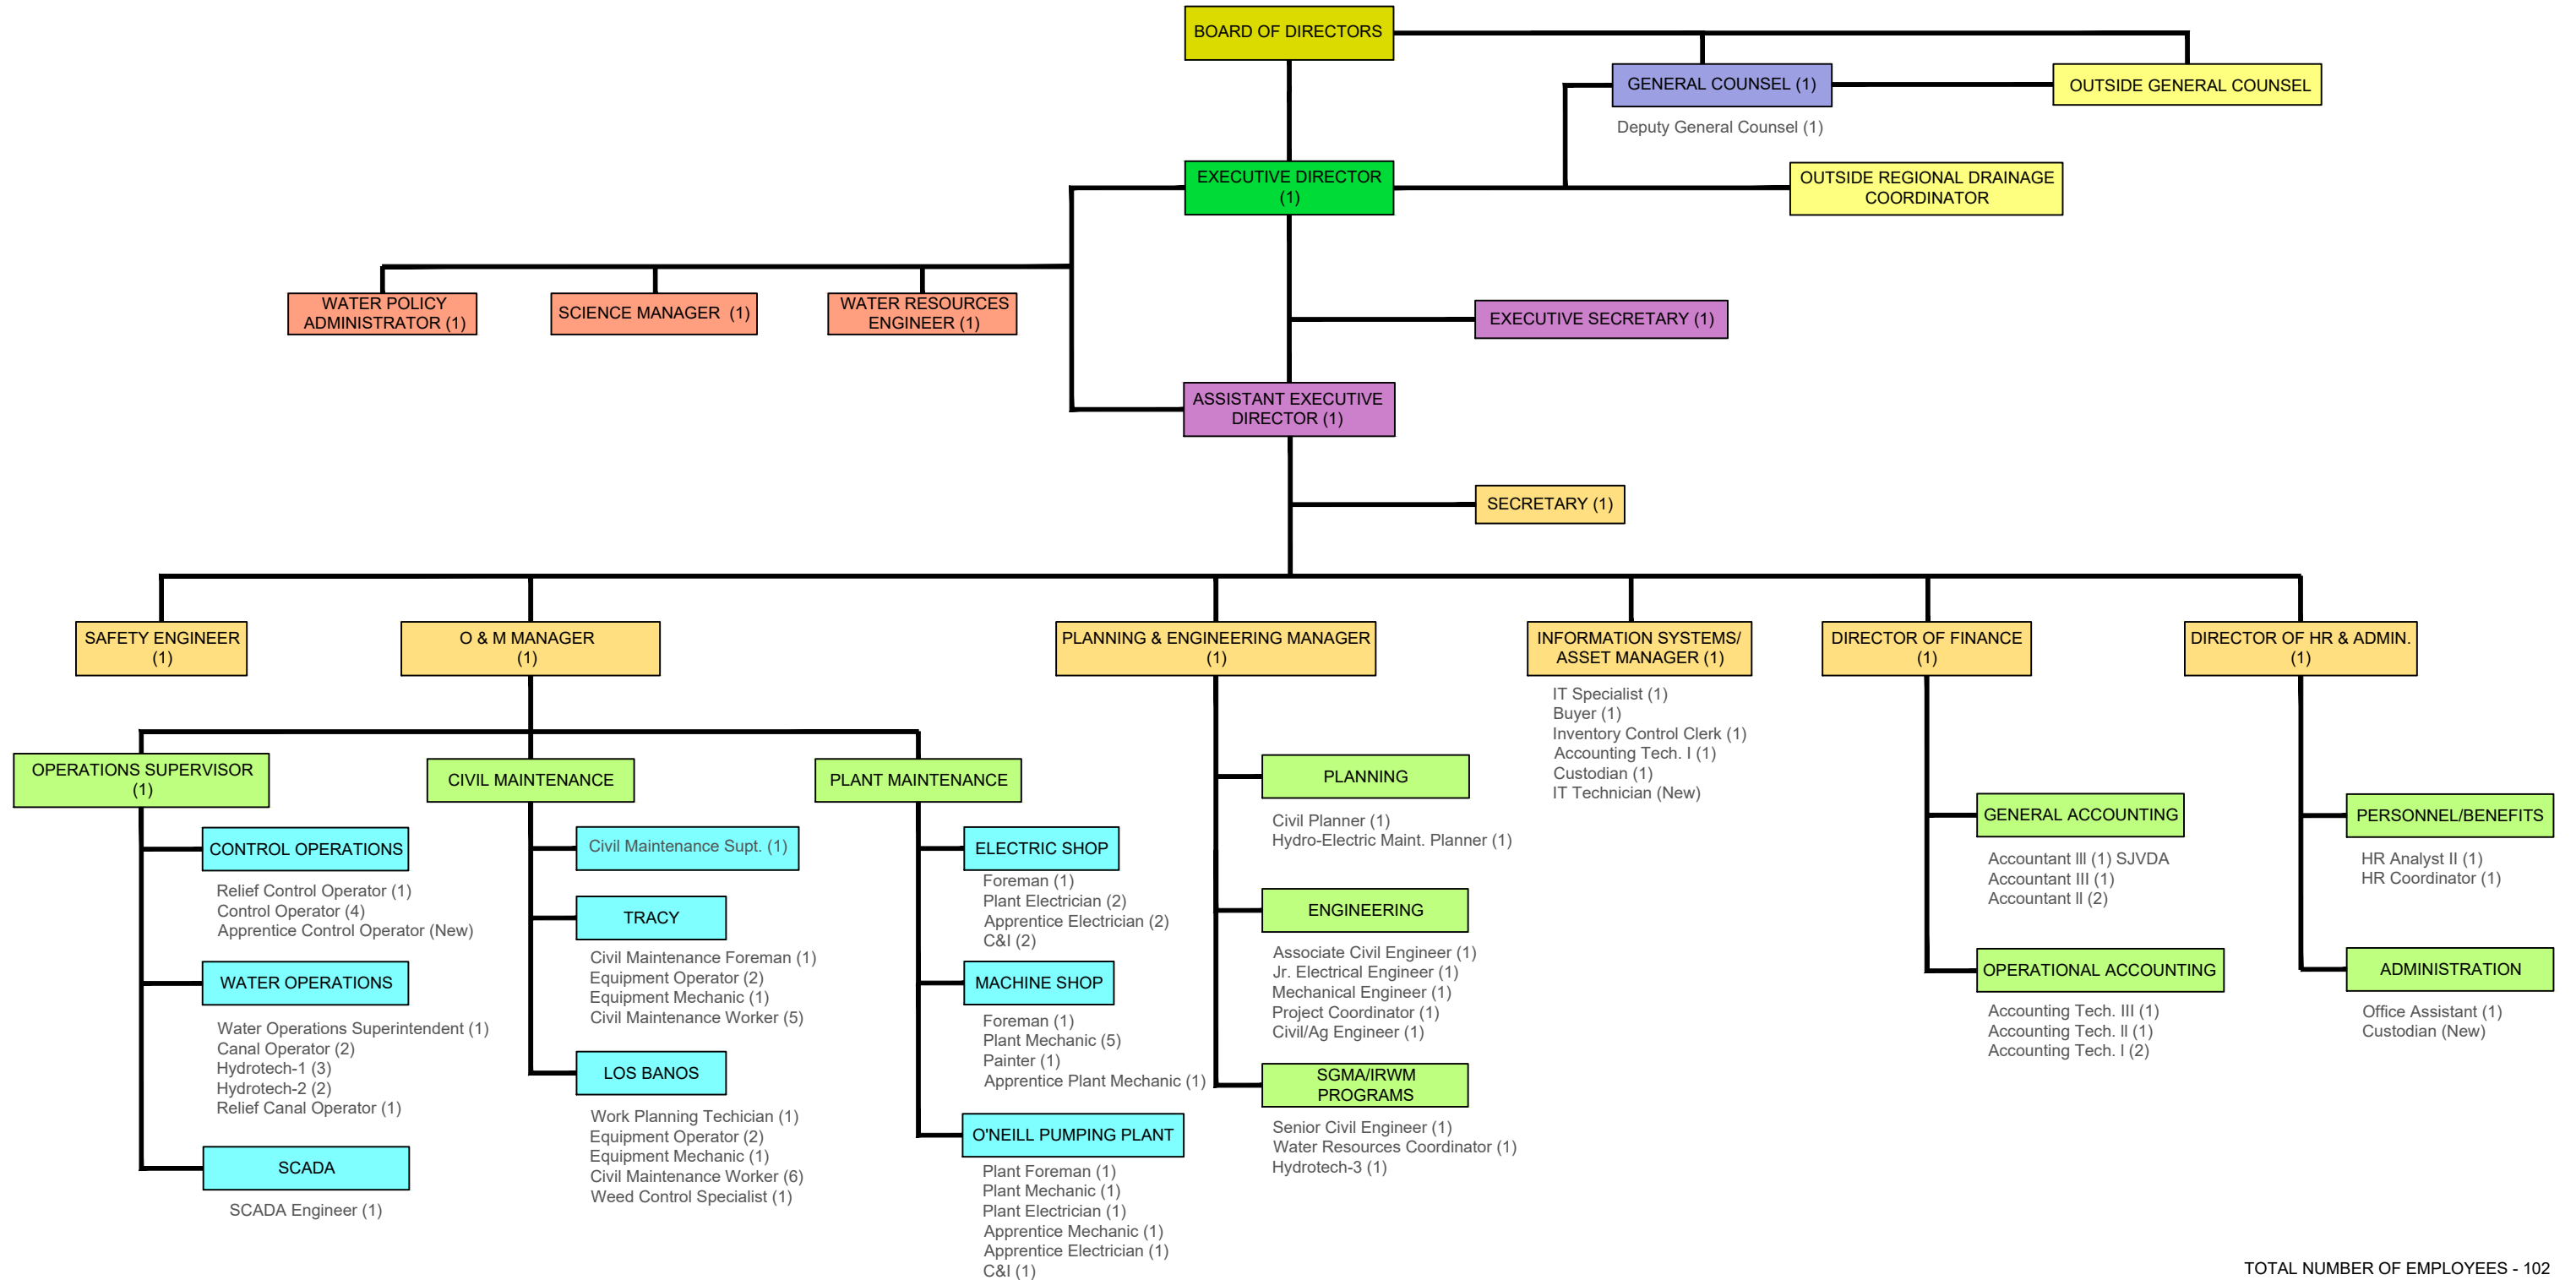 BOARD OF DIRECTORS
GENERAL COUNSEL (1)
OUTSIDE GENERAL COUNSEL
Deputy General Counsel (1)
EXECUTIVE DIRECTOR
(1)
OUTSIDE REGIONAL DRAINAGE
COORDINATOR
WATER POLICY
ADMINISTRATOR (1)
SCIENCE MANAGER (1)
WATER RESOURCES
ENGINEER (1)
EXECUTIVE SECRETARY (1)
ASSISTANT EXECUTIVE
DIRECTOR (1)
SECRETARY (1)
SAFETY ENGINEER
(1)
O & M MANAGER
(1)
PLANNING & ENGINEERING MANAGER
(1)
INFORMATION SYSTEMS/
ASSET MANAGER (1)
DIRECTOR OF FINANCE
(1)
DIRECTOR OF HR & ADMIN.
(1)
OPERATIONS SUPERVISOR
(1)
CONTROL OPERATIONS
Relief Control Operator (1)
Control Operator (4)
Apprentice Control Operator (New)
WATER OPERATIONS
Water Operations Superintendent (1)
Canal Operator (2)
Hydrotech-1 (3)
Hydrotech-2 (2)
Relief Canal Operator (1)
SCADA
SCADA Engineer (1)
CIVIL MAINTENANCE
Civil Maintenance Supt. (1)
TRACY
Civil Maintenance Foreman (1)
Equipment Operator (2)
Equipment Mechanic (1)
Civil Maintenance Worker (5)
LOS BANOS
Work Planning Techician (1)
Equipment Operator (2)
Equipment Mechanic (1)
Civil Maintenance Worker (6)
Weed Control Specialist (1)
PLANT MAINTENANCE
ELECTRIC SHOP
Foreman (1)
Plant Electrician (2)
Apprentice Electrician (2)
C&I (2)
MACHINE SHOP
Foreman (1)
Plant Mechanic (5)
Painter (1)
Apprentice Plant Mechanic (1)
O'NEILL PUMPING PLANT
Plant Foreman (1)
Plant Mechanic (1)
Plant Electrician (1)
Apprentice Mechanic (1)
Apprentice Electrician (1)
C&I (1)
PLANNING
Civil Planner (1)
Hydro-Electric Maint. Planner (1)
ENGINEERING
Associate Civil Engineer (1)
Jr. Electrical Engineer (1)
Mechanical Engineer (1)
Project Coordinator (1)
Civil/Ag Engineer (1)
SGMA/IRWM
PROGRAMS
Senior Civil Engineer (1)
Water Resources Coordinator (1)
Hydrotech-3 (1)
IT Specialist (1)
Buyer (1)
Inventory Control Clerk (1)
Accounting Tech. I (1)
Custodian (1)
IT Technician (New)
GENERAL ACCOUNTING
Accountant lll (1) SJVDA
Accountant III (1)
Accountant ll (2)
OPERATIONAL ACCOUNTING
Accounting Tech. III (1)
Accounting Tech. ll (1)
Accounting Tech. l (2)
PERSONNEL/BENEFITS
HR Analyst II (1)
HR Coordinator (1)
ADMINISTRATION
Office Assistant (1)
Custodian (New)
TOTAL NUMBER OF EMPLOYEES - 102